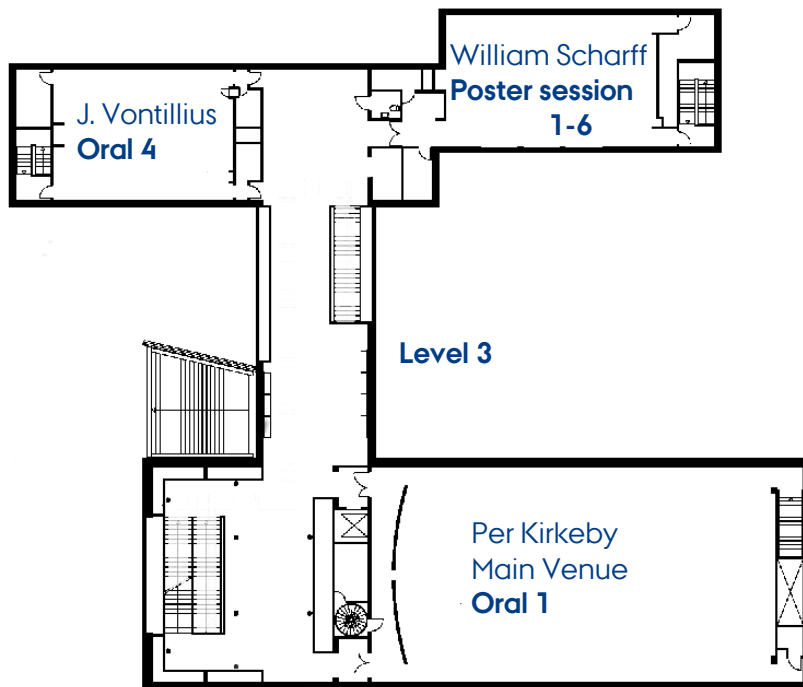 William Scharff
Poster session
1-6
J. Vontillius
Oral 4
Level 3
Per Kirkeby
Main Venue
Oral 1